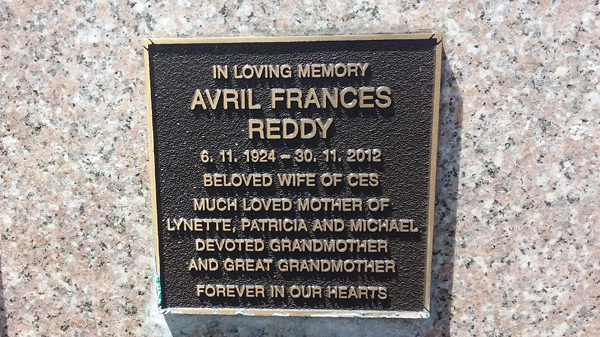 IN LOVING MEMORY
AVRIL FRANCES
REDDY
6. 11. 1924 – 30. 11. 2012
BELOVED WIFE OF CES
MUCH LOVED MOTHER OF
LYNETTE, PATRICIA AND MICHAEL
DEVOTED GRANDMOTHER
AND GREAT GRANDMOTHER
FOREVER IN OUR HEARTS